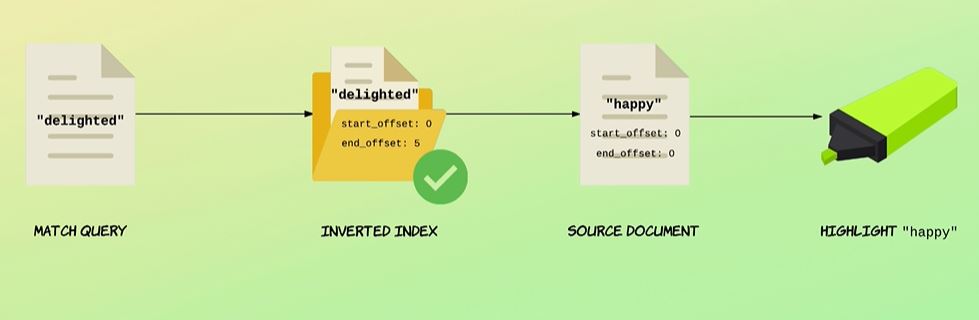 "delighted"
MATCH QUERY
"delighted"
start_offset: 0
end_offset: 5
INVERTED INDEX
"happy"
start_offset: 0
end_offset: 0
SOURCE DOCUMENT
HIGHLIGHT "happy"